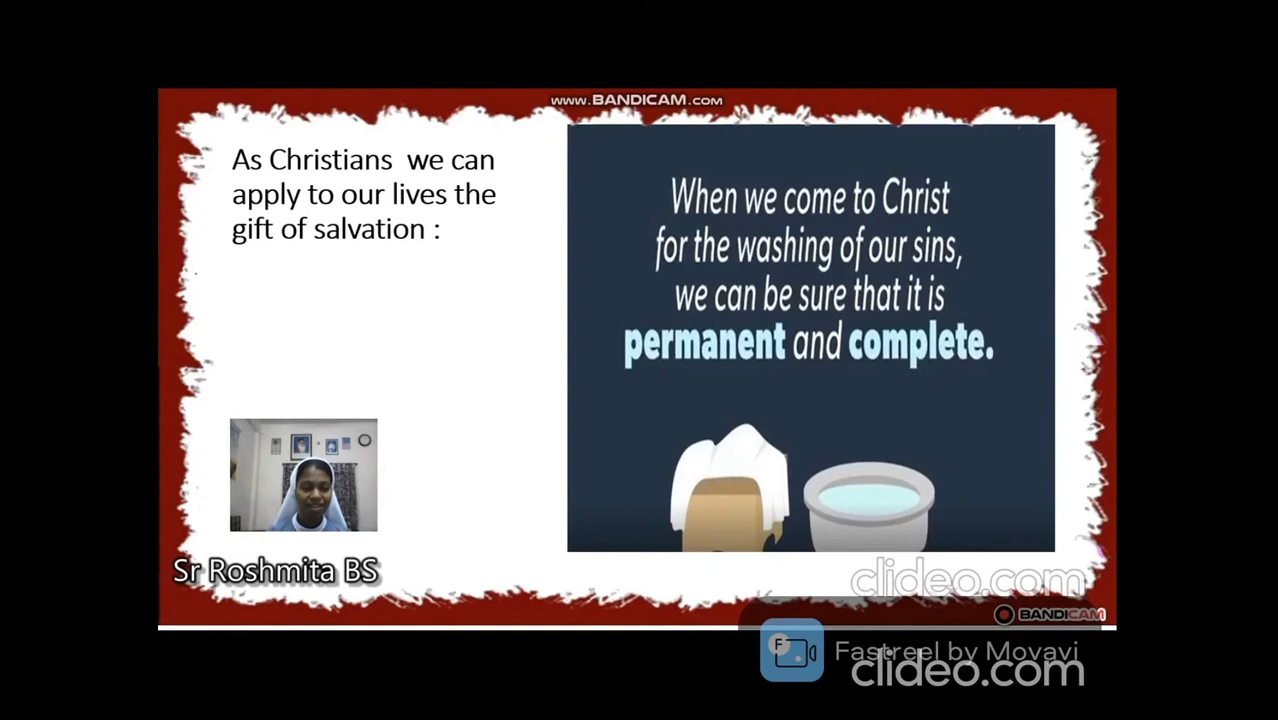 www.BANDICAM.com
As Christians we can
apply to our lives the
gift of salvation :
When we come to Christ
for the washing of our sins,
we can be sure that it is
permanent and complete.
Sr Roshmita BS
clideo.com
BANDICAM
F
Fastreel by Movavi
clideo.com